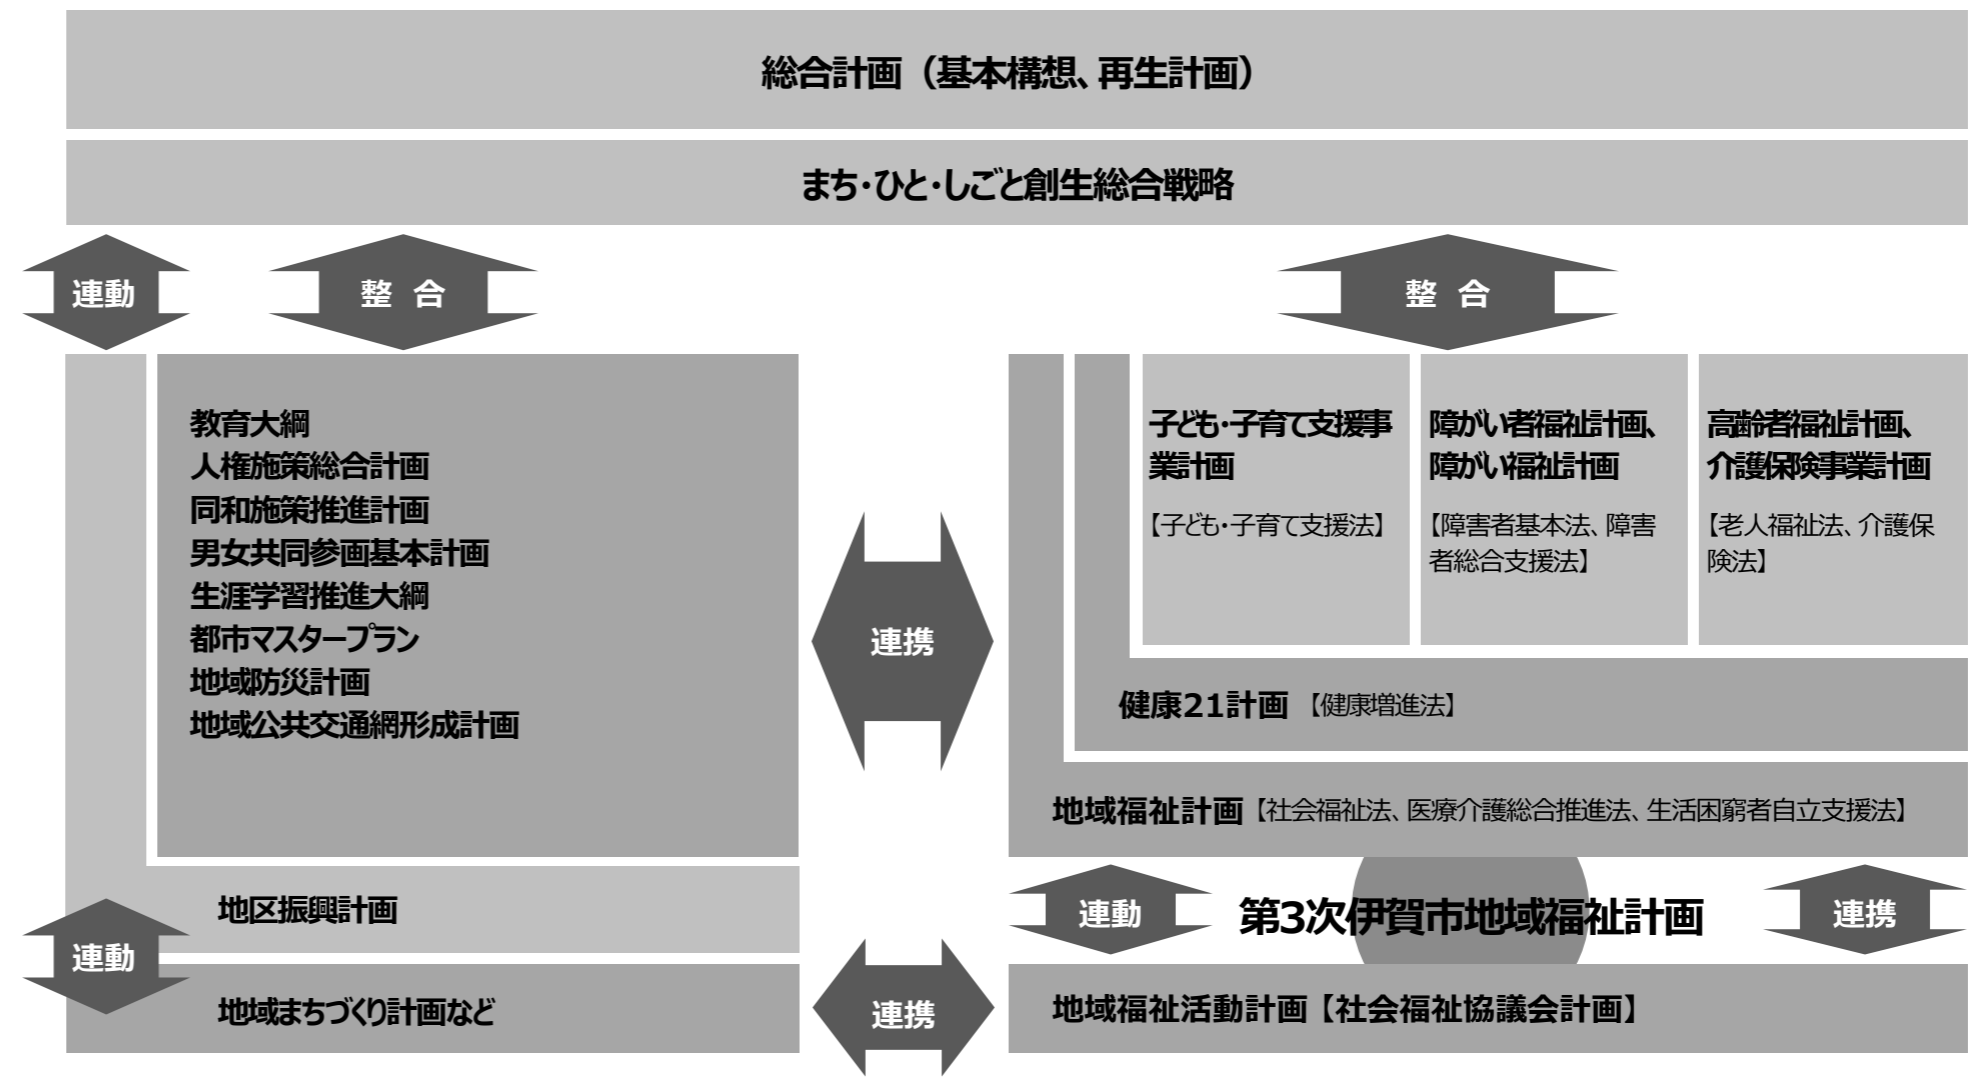 総合計画（基本構想、再生計画）
まち・ひと・しごと創生総合戦略
連動
整 合
整 合
教育大綱
人権施策総合計画
同和施策推進計画
男女共同参画基本計画
生涯学習推進大綱
都市マスタープラン
地域防災計画
地域公共交通網形成計画
連携
子ども・子育て支援事
業計画
【子ども・子育て支援法】
障がい者福祉計画、
障がい福祉計画
【障害者基本法、障害
者総合支援法】
高齢者福祉計画、
介護保険事業計画
【老人福祉法、介護保
険法】
健康21計画【健康増進法】
地域福祉計画【社会福祉法、医療介護総合推進法、生活困窮者自立支援法】
地区振興計画
連動
地域まちづくり計画など
連携
連動
第3次伊賀市地域福祉計画
連携
地域福祉活動計画【社会福祉協議会計画】